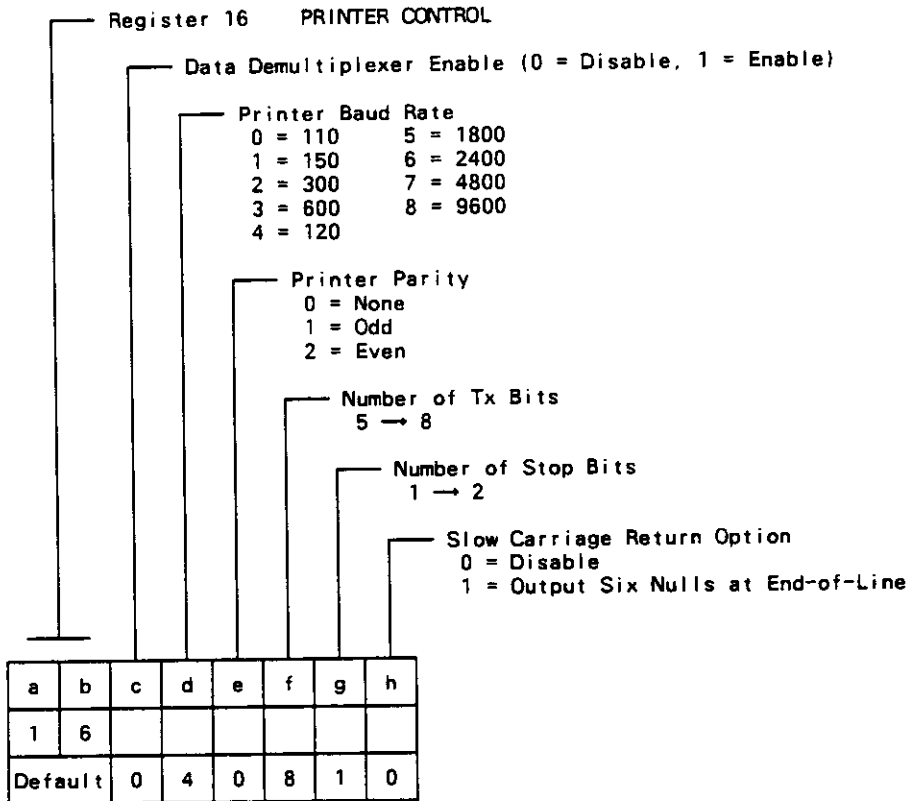 Register 16 PRINTER CONTROL
Data Demultiplexer Enable (0 = Disable, 1 = Enable)
Printer Baud Rate
0 = 110 5 = 1800
1 = 150 6 = 2400
2 = 300 7 = 4800
3 = 600 8 = 9600
4 = 120
Printer Parity
0 = None
1 = Odd
2 = Even
Number of Tx Bits
5 → 8
Number of Stop Bits
1 → 2
Slow Carriage Return Option
0 = Disable
1 = Output Six Nulls at End-of-Line
a b c d e f g h
1 6
Default 0 4 0 8 1 0